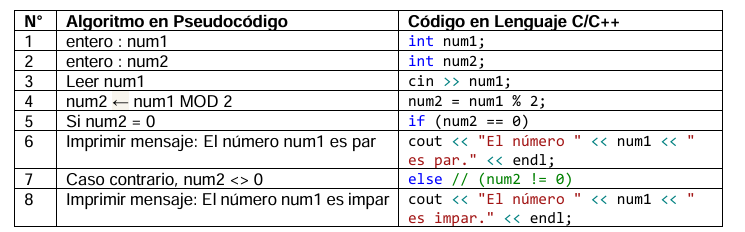 N° Algoritmo en Pseudocódigo Código en Lenguaje C/C++
1 entero : num1 int num1;
2 entero : num2 int num2;
3 Leer num1 cin >> num1;
4 num2 ← num1 MOD 2 num2 = num1 % 2;
5 Si num2 = 0 if (num2 == 0)
6 Imprimir mensaje: El número num1 es par cout << "El número " << num1 << "
es par." << endl;
7 Caso contrario, num2 <> 0 else // (num2 != 0)
8 Imprimir mensaje: El número num1 es impar cout << "El número " << num1 << "
es impar." << endl;